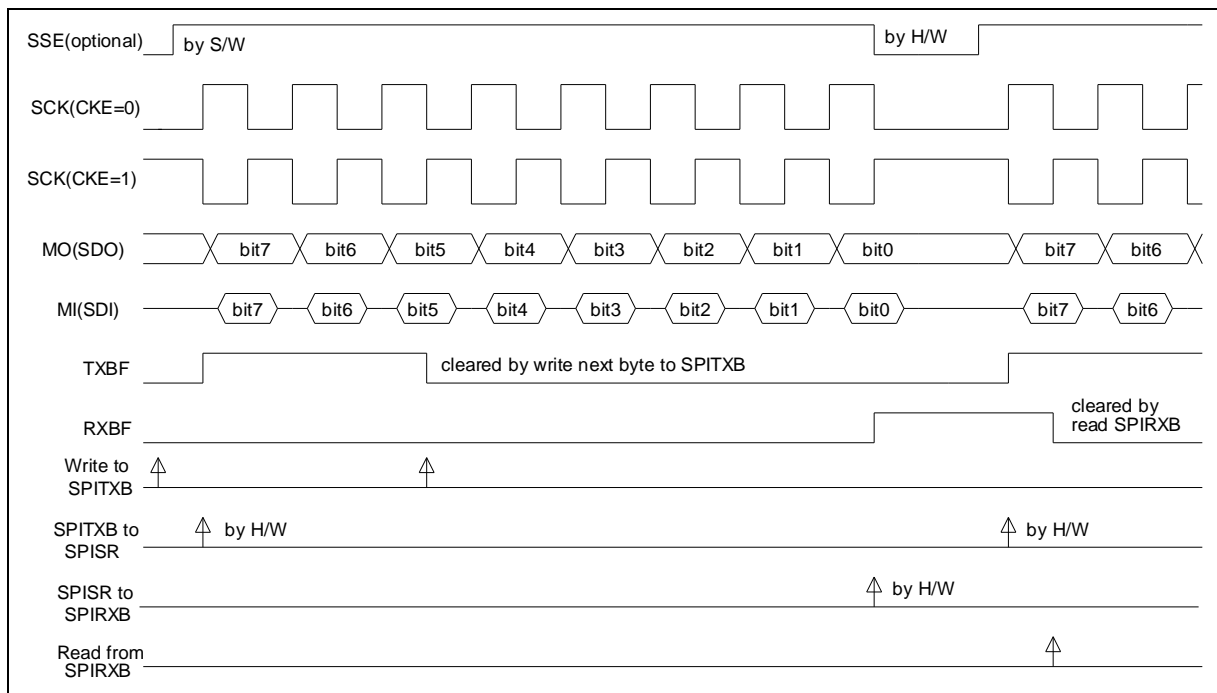 SSE(optional)
by S/W
by H/W
SCK(CKE=0)
SCK(CKE=1)
MO(SDO)
bit7 bit6 bit5 bit4 bit3 bit2 bit1 bit0 bit7 bit6
MI(SDI)
bit7 bit6 bit5 bit4 bit3 bit2 bit1 bit0 bit7 bit6
TXBF
cleared by write next byte to SPITXB
RXBF
cleared by
read SPIRXB
Write to
SPITXB
SPITXB to
SPISR
by H/W
by H/W
SPISR to
SPIRXB
by H/W
Read from
SPIRXB